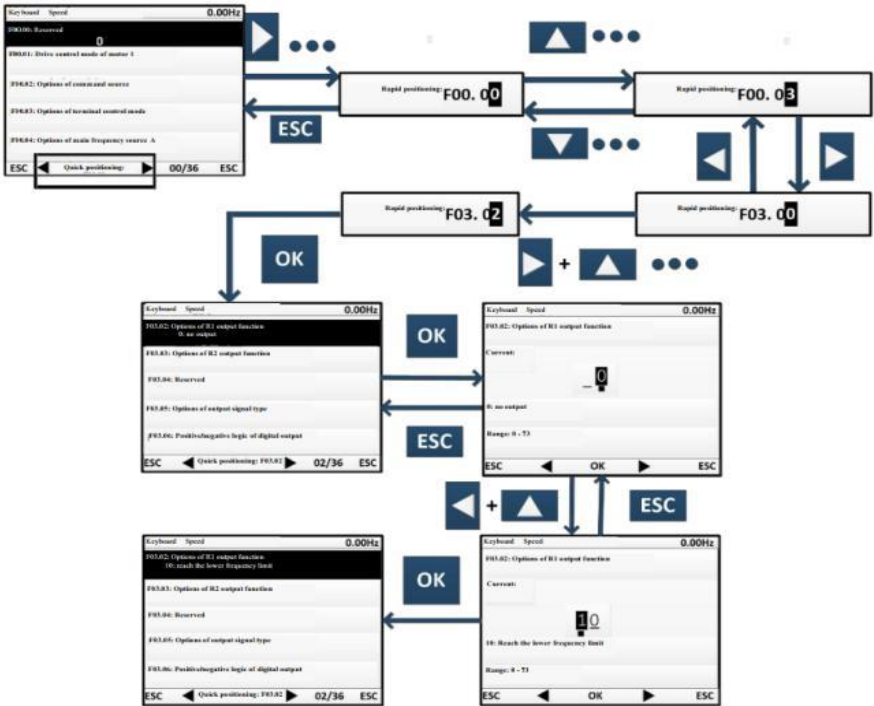 Keyboard Speed 0.00Hz
F00.00: Reserved
0
F00.01: Drive control mode of motor 1
F00.02: Options of command source
F00.03: Options of terminal control mode
F00.04: Options of main frequency source A
ESC Quick positioning: 00/36 ESC
ESC
Rapid positioning: F00. 00
Rapid positioning: F00. 03
Rapid positioning: F03. 02
Rapid positioning: F03. 00
OK
+
Keyboard Speed 0.00Hz
F03.02: Options of R1 output function
0: no output
F03.03: Options of R2 output function
F03.04: Reserved
F03.05: Options of output signal type
F03.06: Positive/negative logic of digital output
ESC Quick positioning: F03.02 02/36 ESC
OK
ESC
Keyboard Speed 0.00Hz
F03.02: Options of R1 output function
Current:
_0
0: no output
Range: 0 - 73
ESC OK ESC
+
ESC
Keyboard Speed 0.00Hz
F03.02: Options of R1 output function
10: reach the lower frequency limit
F03.03: Options of R2 output function
F03.04: Reserved
F03.05: Options of output signal type
F03.06: Positive/negative logic of digital output
ESC Quick positioning: F03.02 02/36 ESC
OK
Keyboard Speed 0.00Hz
F03.02: Options of R1 output function
Current:
10
10: Reach the lower frequency limit
Range: 0 - 73
ESC OK ESC